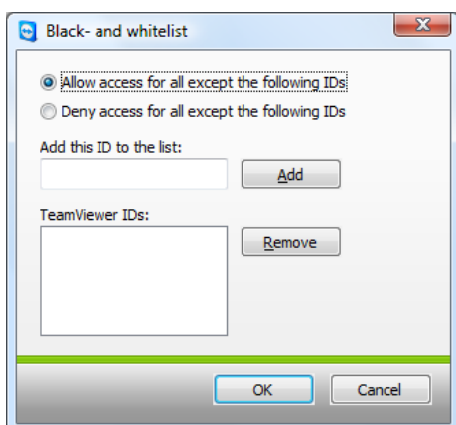 Black- and whitelist
Allow access for all except the following IDs
Deny access for all except the following IDs
Add this ID to the list:
Add
TeamViewer IDs:
Remove
OK
Cancel